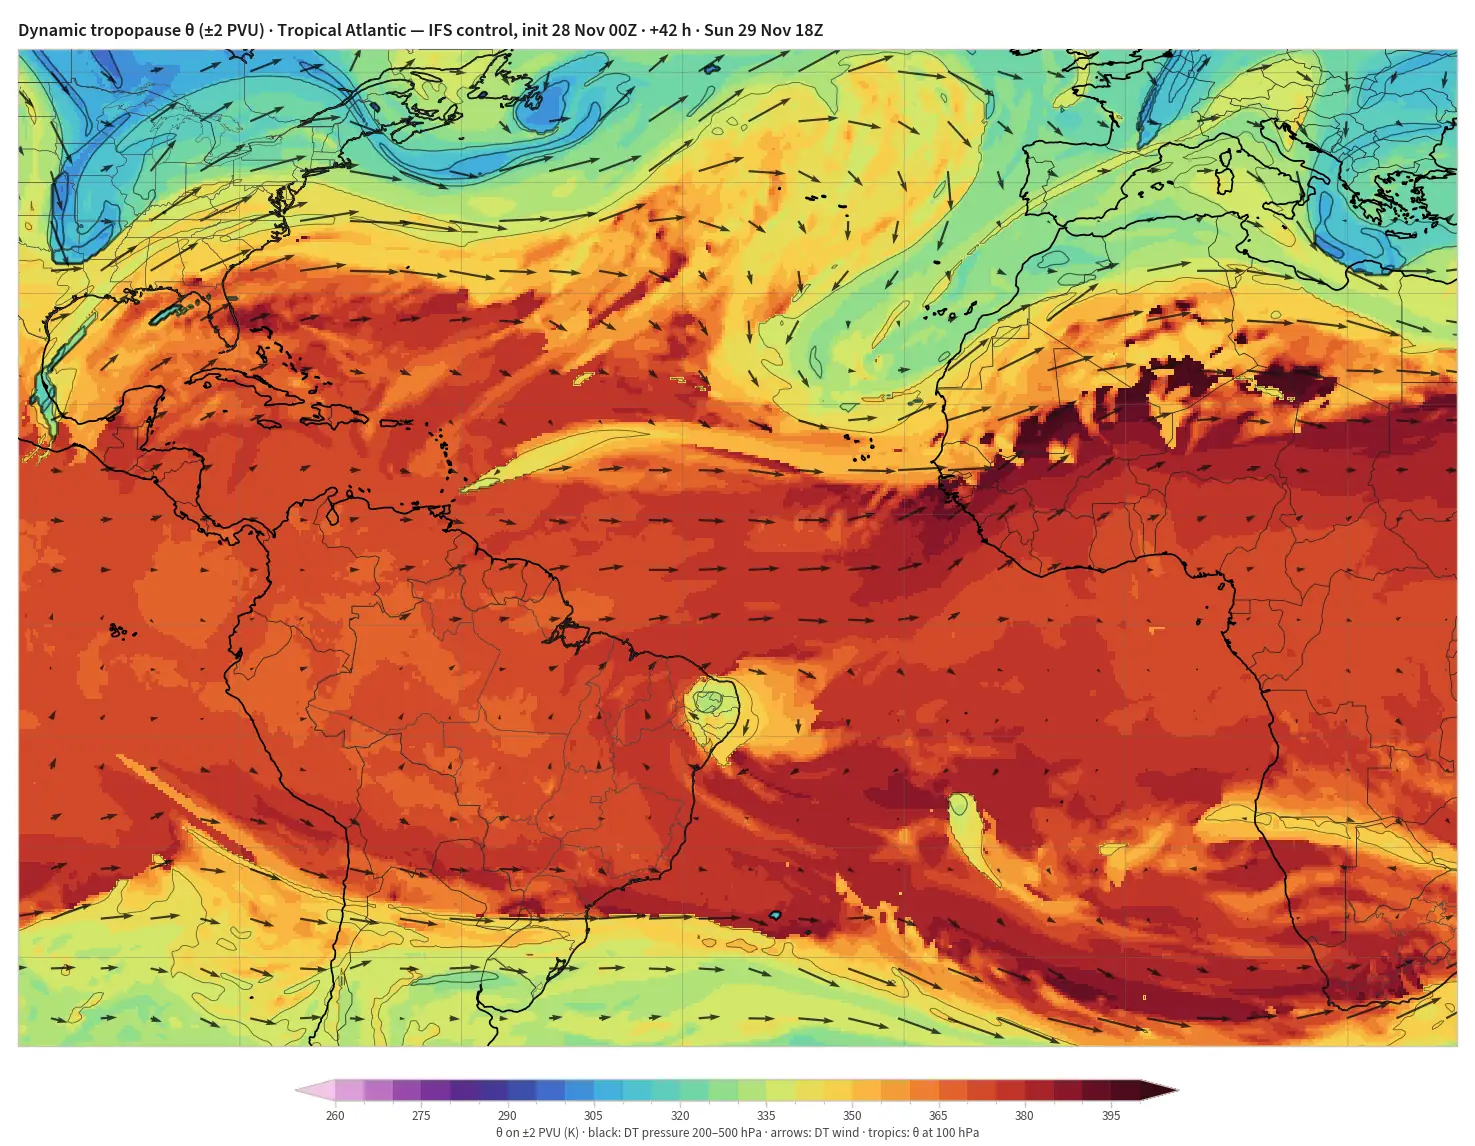 Dynamic tropopause θ (±2 PVU) · Tropical Atlantic — IFS control, init 28 Nov 00Z · +42 h · Sun 29 Nov 18Z
260 275 290 305 320 335 350 365 380 395
θ on ±2 PVU (K) · black: DT pressure 200–500 hPa · arrows: DT wind · tropics: θ at 100 hPa